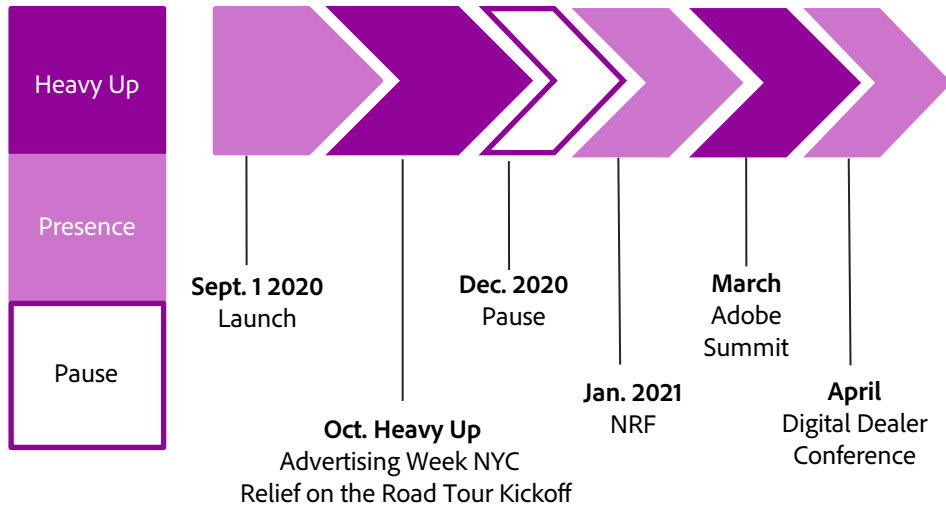 Heavy Up
Presence
Pause
Sept. 1 2020
Launch
Oct. Heavy Up
Advertising Week NYC
Relief on the Road Tour Kickoff
Dec. 2020
Pause
Jan. 2021
NRF
March
Adobe
Summit
April
Digital Dealer
Conference